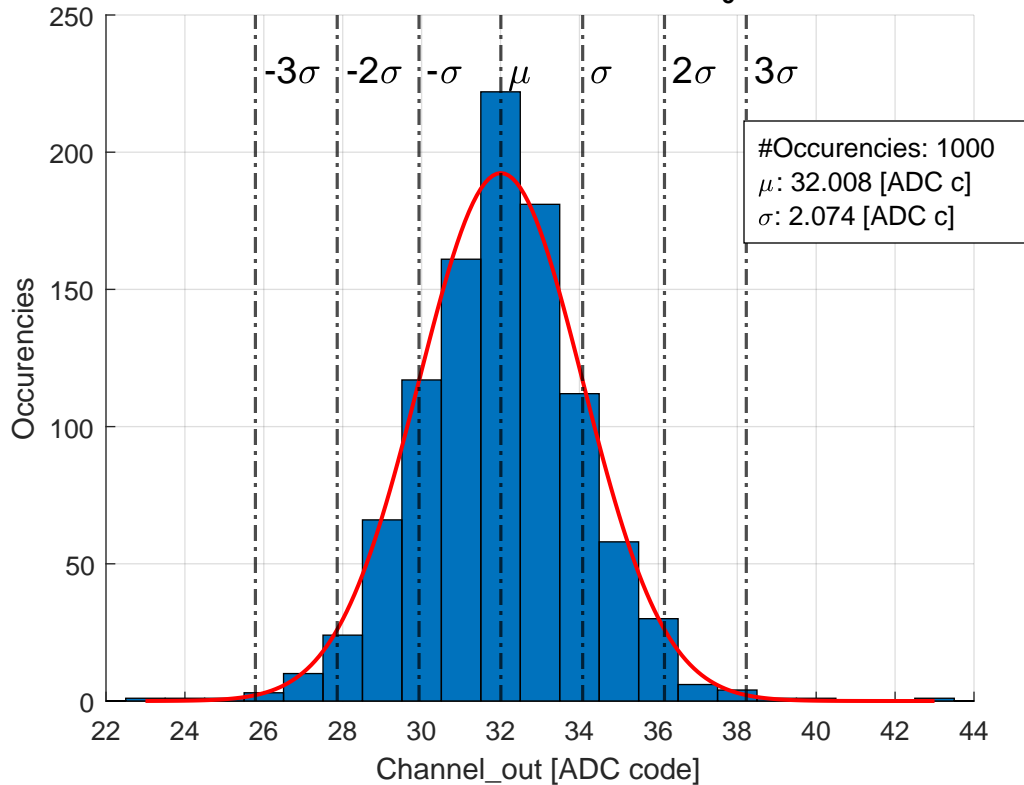 250
200
150
100
50
0
Occurencies
-3σ -2σ -σ μ σ 2σ 3σ
#Occurencies: 1000
μ: 32.008 [ADC c]
σ: 2.074 [ADC c]
22 24 26 28 30 32 34 36 38 40 42 44
Channel_out [ADC code]